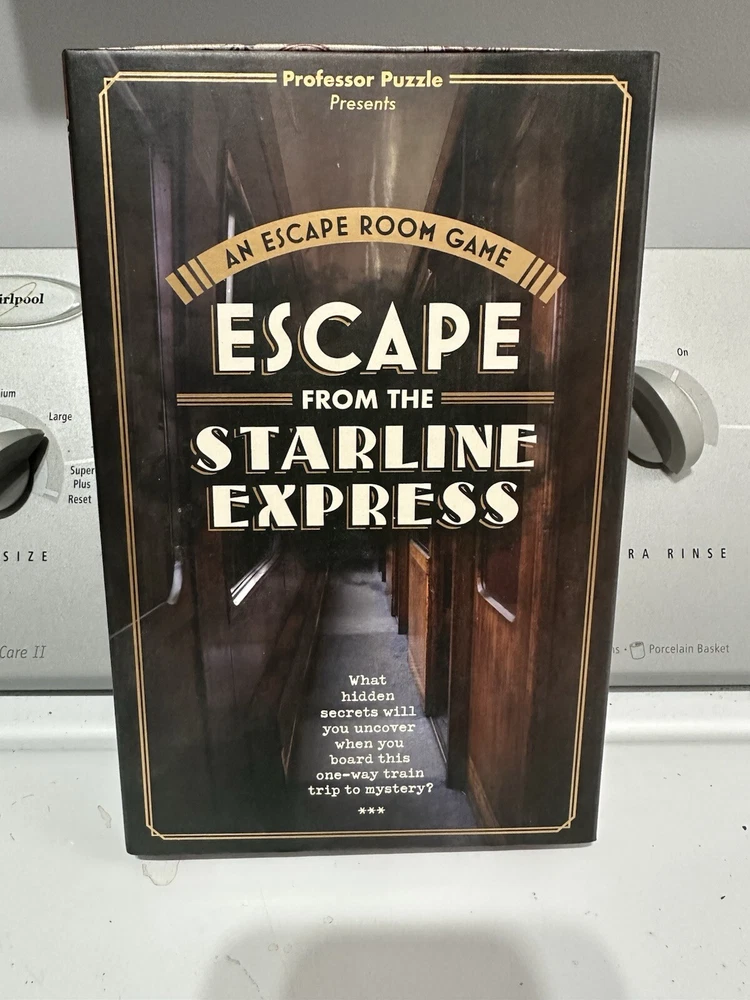 Professor Puzzle
Presents
AN ESCAPE ROOM GAME
ESCAPE
FROM THE
STARLINE
EXPRESS
What
hidden
secrets will
you uncover
when you
board this
one-way train
trip to mystery?
***
Large
Super
Plus
Reset
SIZE
Care II
On
RA RINSE
Porcelain Basket